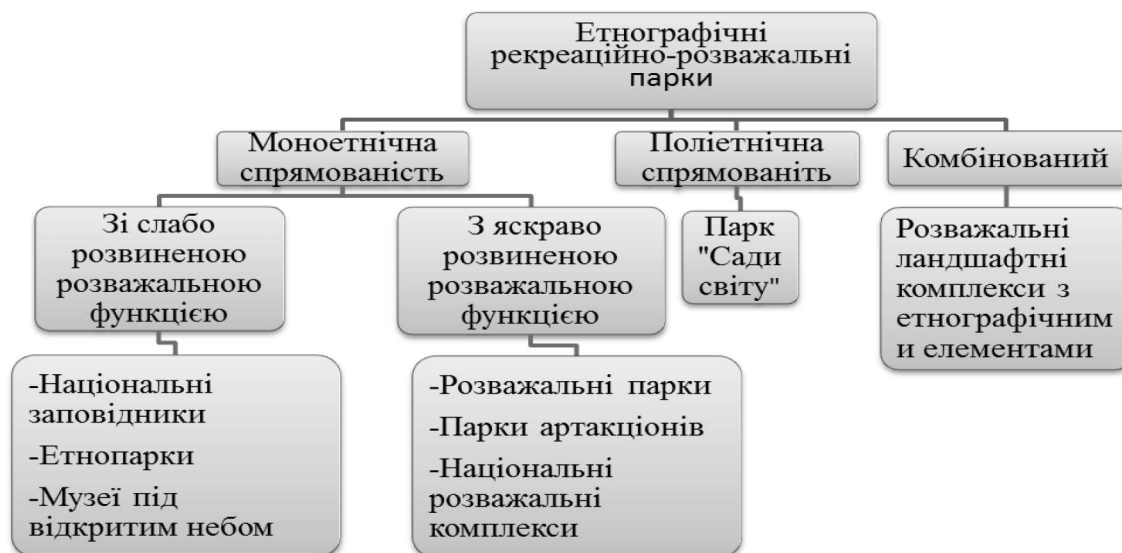 Етнографічні
рекреаційно-розважальні
парки
Моноетнічна
спрямованість
Поліетнічна
спрямованіть
Комбінований
Зі слабо
розвиненою
розважальною
функцією
З яскраво
розвиненою
розважальною
функцією
Парк
"Сади
світу"
Розважальні
ландшафтні
комплекси з
етнографічним
и елементами
-Національні
заповідники
-Етнопарки
-Музеї під
відкритим небом
-Розважальні парки
-Парки артакціонів
-Національні
розважальні
комплекси